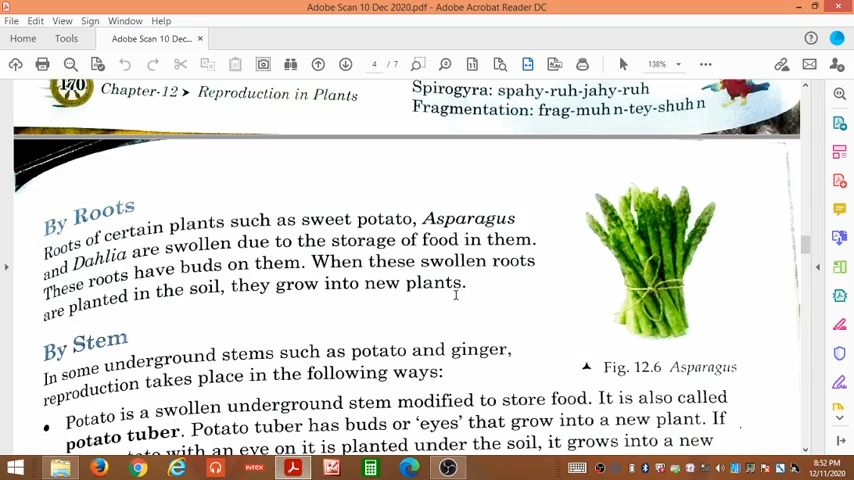 Adobe Scan 10 Dec 2020.pdf - Adobe Acrobat Reader DC
File Edit View Sign Window Help
Home Tools Adobe Scan 10 Dec... ×
4 / 7 138%
170 Chapter-12 ➤ Reproduction in Plants
Spirogyra: spahy-ruh-jahy-ruh
Fragmentation: frag-muhn-tey-shuhn
By Roots
Roots of certain plants such as sweet potato, Asparagus
and Dahlia are swollen due to the storage of food in them.
These roots have buds on them. When these swollen roots
are planted in the soil, they grow into new plants.
Fig. 12.6 Asparagus
By Stem
In some underground stems such as potato and ginger,
reproduction takes place in the following ways:
• Potato is a swollen underground stem modified to store food. It is also called
potato tuber. Potato tuber has buds or ‘eyes’ that grow into a new plant. If
with an eye on it is planted under the soil, it grows into a new
INTEX
8:52 PM
12/11/2020